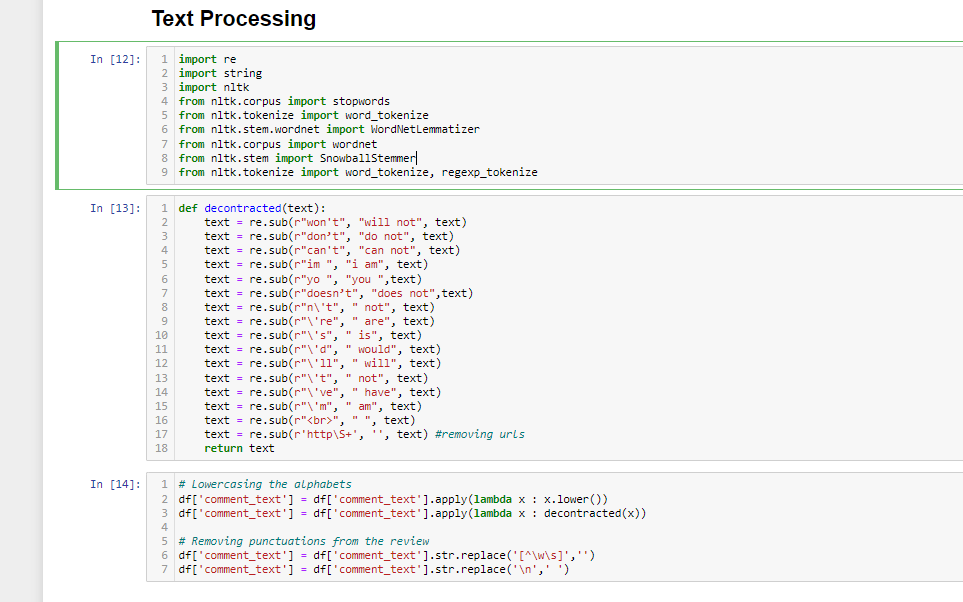 Text Processing
In [12]:
1 import re
2 import string
3 import nltk
4 from nltk.corpus import stopwords
5 from nltk.tokenize import word_tokenize
6 from nltk.stem.wordnet import WordNetLemmatizer
7 from nltk.corpus import wordnet
8 from nltk.stem import SnowballStemmer
9 from nltk.tokenize import word_tokenize, regexp_tokenize
In [13]:
1 def decontracted(text):
2     text = re.sub(r"won't", "will not", text)
3     text = re.sub(r"don’t", "do not", text)
4     text = re.sub(r"can't", "can not", text)
5     text = re.sub(r"im ", "i am", text)
6     text = re.sub(r"yo ", "you ",text)
7     text = re.sub(r"doesn’t", "does not",text)
8     text = re.sub(r"n\'t", " not", text)
9     text = re.sub(r"\'re", " are", text)
10     text = re.sub(r"\'s", " is", text)
11     text = re.sub(r"\'d", " would", text)
12     text = re.sub(r"\'ll", " will", text)
13     text = re.sub(r"\'t", " not", text)
14     text = re.sub(r"\'ve", " have", text)
15     text = re.sub(r"\'m", " am", text)
16     text = re.sub(r"<br>", " ", text)
17     text = re.sub(r'http\S+', '', text) #removing urls
18     return text
In [14]:
1 # Lowercasing the alphabets
2 df['comment_text'] = df['comment_text'].apply(lambda x : x.lower())
3 df['comment_text'] = df['comment_text'].apply(lambda x : decontracted(x))
4
5 # Removing punctuations from the review
6 df['comment_text'] = df['comment_text'].str.replace('[^\w\s]','')
7 df['comment_text'] = df['comment_text'].str.replace('\n',' ')